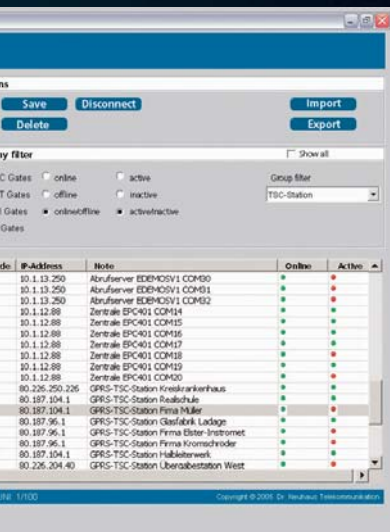 ns
Save Disconnect Import
Delete Export
ay filter Show all
C Gates online active Group filter
T Gates offline inactive TSC-Station
Gates online/offline active/inactive
Gates
de IP-Address Note Online Active
10.1.13.250 Abrufserver EDEMOSV1 COM30
10.1.13.250 Abrufserver EDEMOSV1 COM31
10.1.13.250 Abrufserver EDEMOSV1 COM32
10.1.12.88 Zentrale EPC401 COM14
10.1.12.88 Zentrale EPC401 COM15
10.1.12.88 Zentrale EPC401 COM16
10.1.12.88 Zentrale EPC401 COM17
10.1.12.88 Zentrale EPC401 COM18
10.1.12.88 Zentrale EPC401 COM19
10.1.12.88 Zentrale EPC401 COM20
80.226.250.226 GPRS-TSC-Station Kreiskrankenhaus
80.187.104.1 GPRS-TSC-Station Realschule
80.187.104.1 GPRS-TSC-Station Firma Müller
80.187.96.1 GPRS-TSC-Station Glasfabrik Ladage
80.187.96.1 GPRS-TSC-Station Firma Elster-Instromet
80.187.96.1 GPRS-TSC-Station Firma Kromschröder
80.187.104.1 GPRS-TSC-Station Halbleiterwerk
80.226.204.40 GPRS-TSC-Station Übergabestation West
1/100 Copyright © 2005 Dr. Neuhaus Telekommunikation